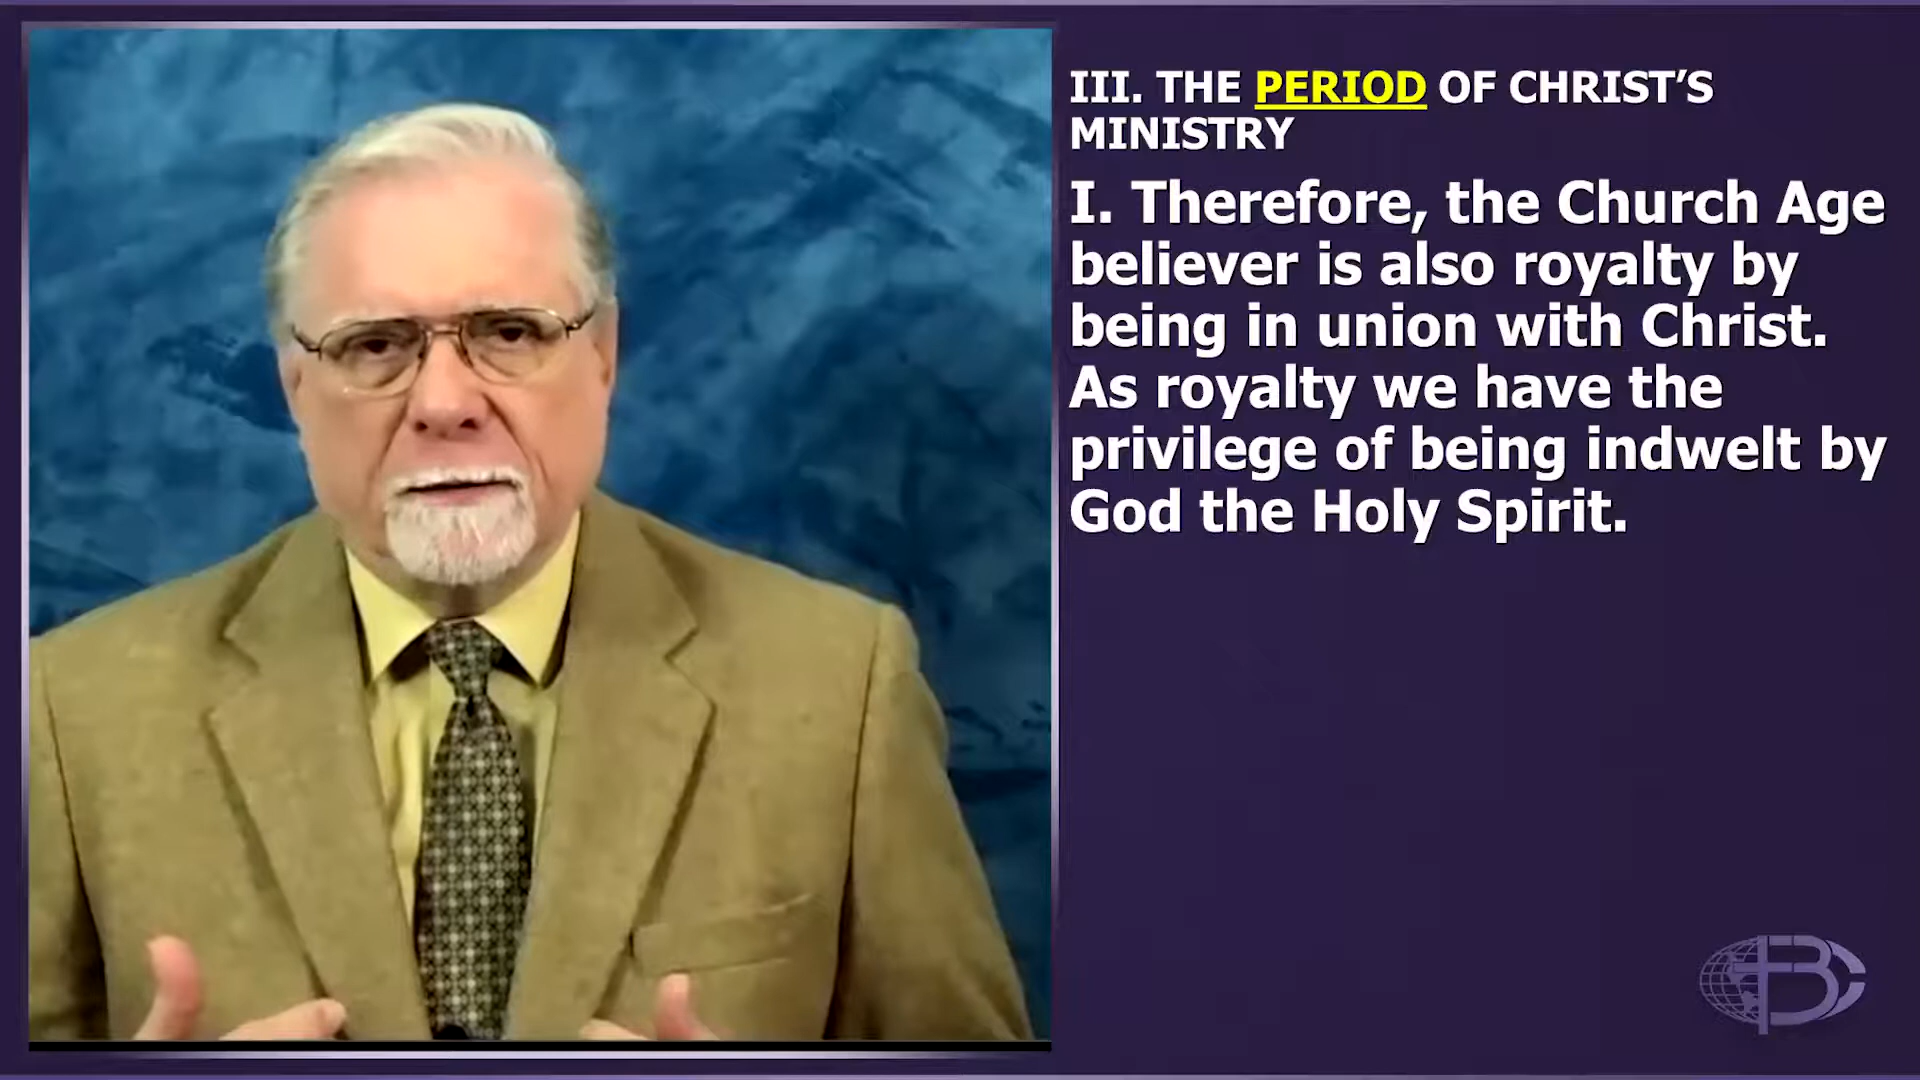 III. THE PERIOD OF CHRIST’S
MINISTRY
I. Therefore, the Church Age
believer is also royalty by
being in union with Christ.
As royalty we have the
privilege of being indwelt by
God the Holy Spirit.
BC